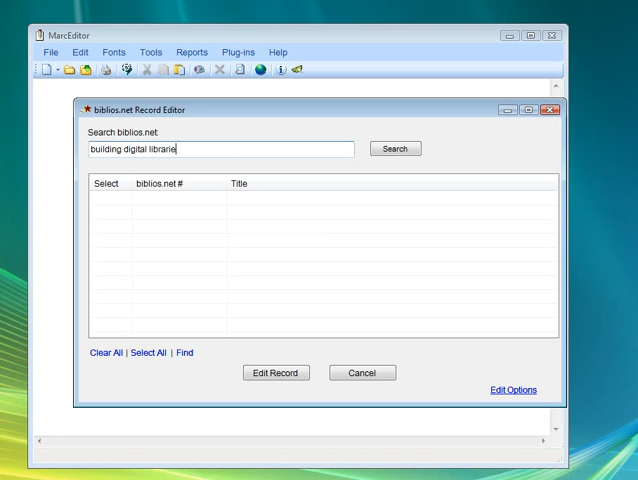 MarcEditor
File Edit Fonts Tools Reports Plug-ins Help
biblios.net Record Editor
Search biblios.net:
building digital librarie
Search
Select biblios.net # Title
Clear All | Select All | Find
Edit Record Cancel
Edit Options